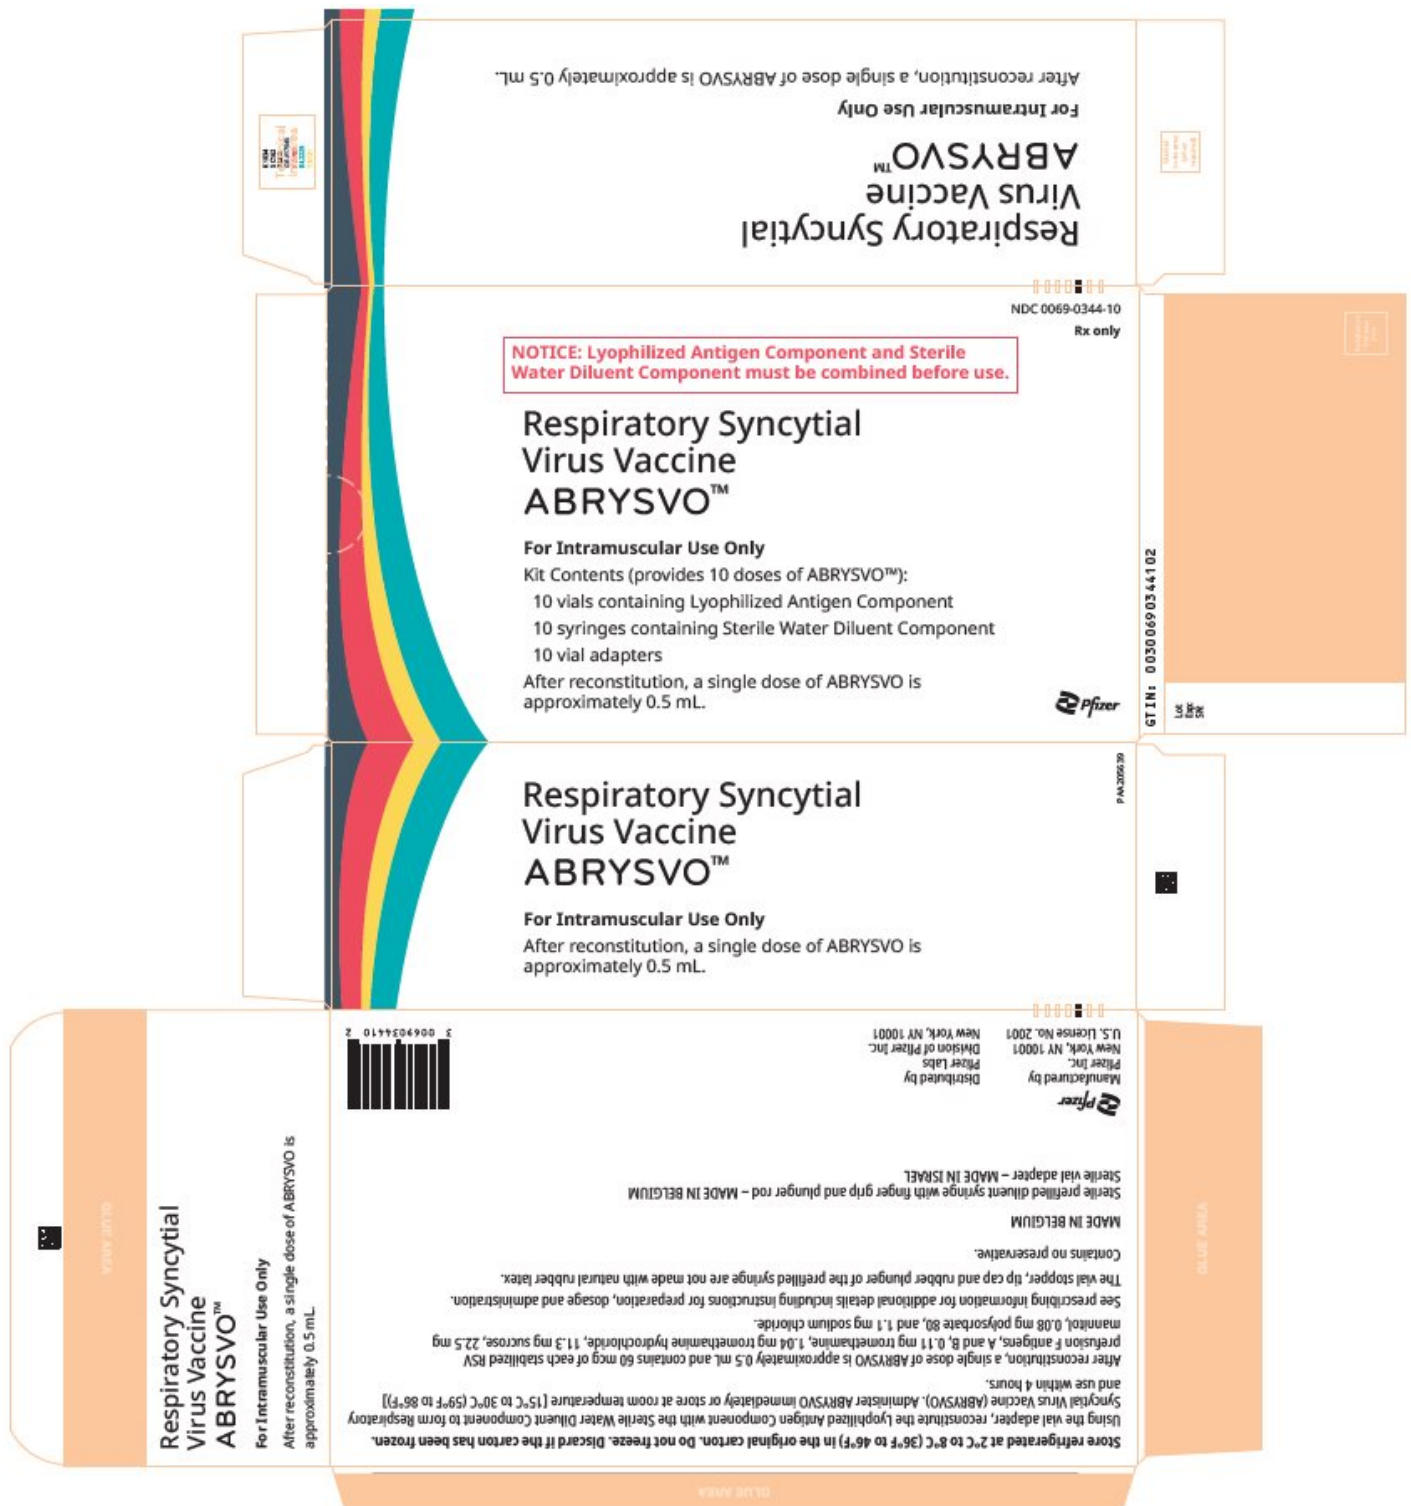 After reconstitution, a single dose of ABRYSVO is approximately 0.5 mL.
For Intramuscular Use Only
ABRYSVO™
Virus Vaccine
Respiratory Syncytial
NDC 0069-0344-10
Rx only
NOTICE: Lyophilized Antigen Component and Sterile
Water Diluent Component must be combined before use.
Respiratory Syncytial
Virus Vaccine
ABRYSVO™
For Intramuscular Use Only
Kit Contents (provides 10 doses of ABRYSVO™):
10 vials containing Lyophilized Antigen Component
10 syringes containing Sterile Water Diluent Component
10 vial adapters
After reconstitution, a single dose of ABRYSVO is
approximately 0.5 mL.
Pfizer
GTIN: 00300690344102
Lot
Exp:
SN:
Respiratory Syncytial
Virus Vaccine
ABRYSVO™
For Intramuscular Use Only
After reconstitution, a single dose of ABRYSVO is
approximately 0.5 mL.
PAA205639
Store refrigerated at 2°C to 8°C (36°F to 46°F) in the original carton. Do not freeze. Discard if the carton has been frozen.
Using the vial adapter, reconstitute the Lyophilized Antigen Component with the Sterile Water Diluent Component to form Respiratory
Syncytial Virus Vaccine (ABRYSVO). Administer ABRYSVO immediately or store at room temperature [15°C to 30°C (59°F to 86°F)]
and use within 4 hours.
After reconstitution, a single dose of ABRYSVO is approximately 0.5 mL and contains 60 mcg of each stabilized RSV
prefusion F antigens, A and B, 0.11 mg tromethamine, 1.04 mg tromethamine hydrochloride, 11.3 mg sucrose, 22.5 mg
mannitol, 0.08 mg polysorbate 80, and 1.1 mg sodium chloride.
See prescribing information for additional details including instructions for preparation, dosage and administration.
The vial stopper, tip cap and rubber plunger of the prefilled syringe are not made with natural rubber latex.
Contains no preservative.
MADE IN BELGIUM
Sterile prefilled diluent syringe with finger grip and plunger rod – MADE IN BELGIUM
Sterile vial adapter – MADE IN ISRAEL
Pfizer
Manufactured by
Pfizer Inc.
New York, NY 10001
U.S. License No. 2001
Distributed by
Pfizer Labs
Division of Pfizer Inc.
New York, NY 10001
3 0069034410 2
Respiratory Syncytial
Virus Vaccine
ABRYSVO™
For Intramuscular Use Only
After reconstitution, a single dose of ABRYSVO is
approximately 0.5 mL.
GLUE AREA
GLUE AREA
GLUE AREA